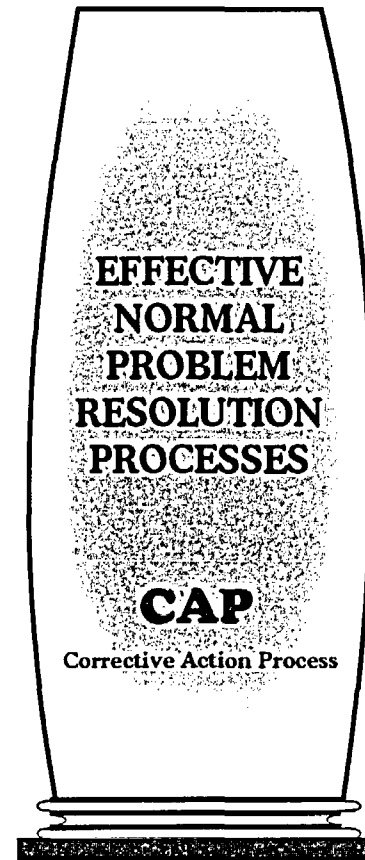 EFFECTIVE
NORMAL
PROBLEM
RESOLUTION
PROCESSES
CAP
Corrective Action Process